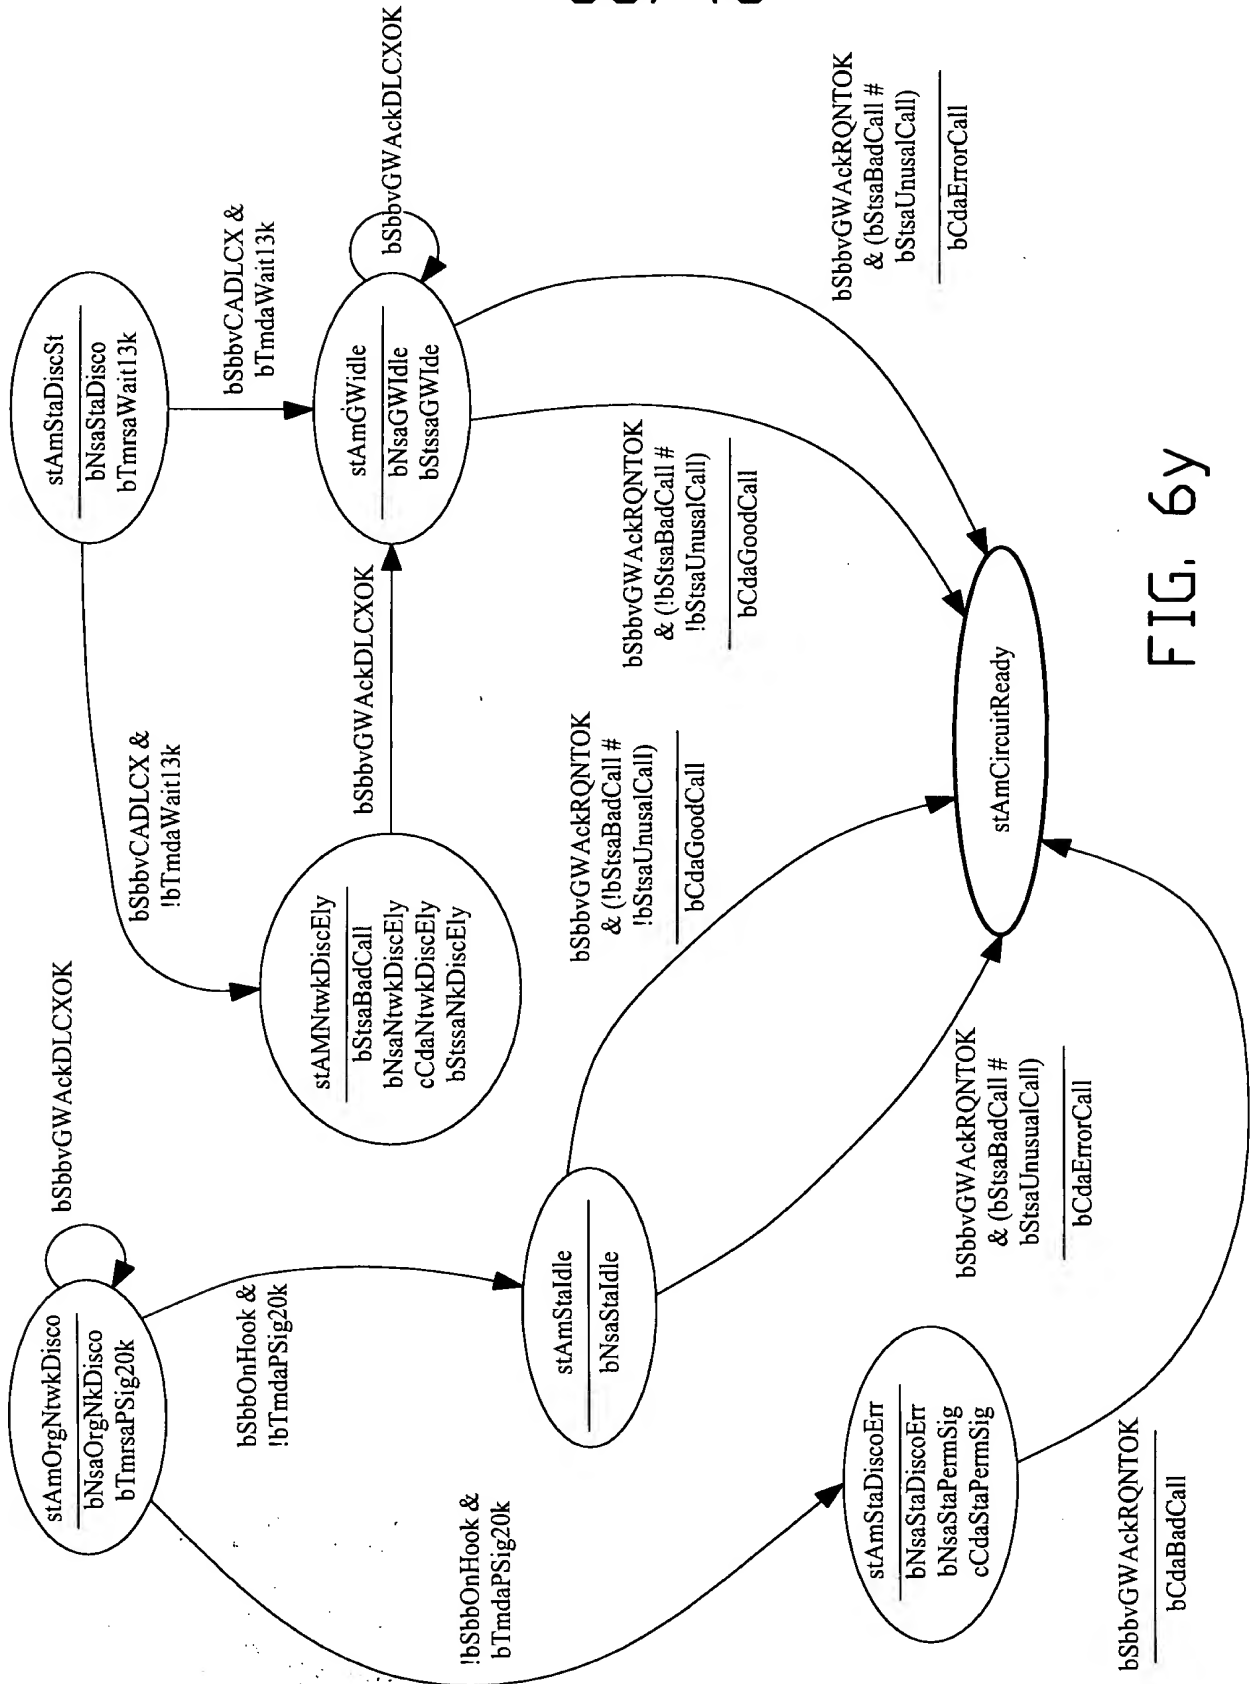 stAmOrgNtwkDisco
bNsaOrgNkDisco
bTmrsaPSig20k
bSbbvGWAckDLCXOK
bSbbOnHook &
!bTmdaPSig20k
!bSbbOnHook &
bTmdaPSig20k
stAmStaDiscSt
bNsaStaDisco
bTmrsaWait13k
bSbbvCADLCX &
!bTmdaWait13k
bSbbvCADLCX &
bTmdaWait13k
stAMNtwkDiscEly
bStsaBadCall
bNsaNtwkDiscEly
cCdaNtwkDiscEly
bStssaNkDiscEly
bSbbvGWAckDLCXOK
stAmGWidle
bNsaGWIdle
bStssaGWIde
bSbbvGWAckDLCXOK
stAmStaIdle
bNsaStaIdle
bSbbvGWAckRQNTOK
& (!bStsaBadCall #
!bStsaUnusalCall)
bCdaGoodCall
bSbbvGWAckRQNTOK
& (!bStsaBadCall #
!bStsaUnusalCall)
bCdaGoodCall
bSbbvGWAckRQNTOK
& (bStsaBadCall #
bStsaUnusalCall)
bCdaErrorCall
stAmStaDiscoErr
bNsaStaDiscoErr
bNsaStaPermSig
cCdaStaPermSig
bSbbvGWAckRQNTOK
& (bStsaBadCall #
bStsaUnusualCall)
bCdaErrorCall
bSbbvGWAckRQNTOK
bCdaBadCall
stAmCircuitReady
FIG. 6y